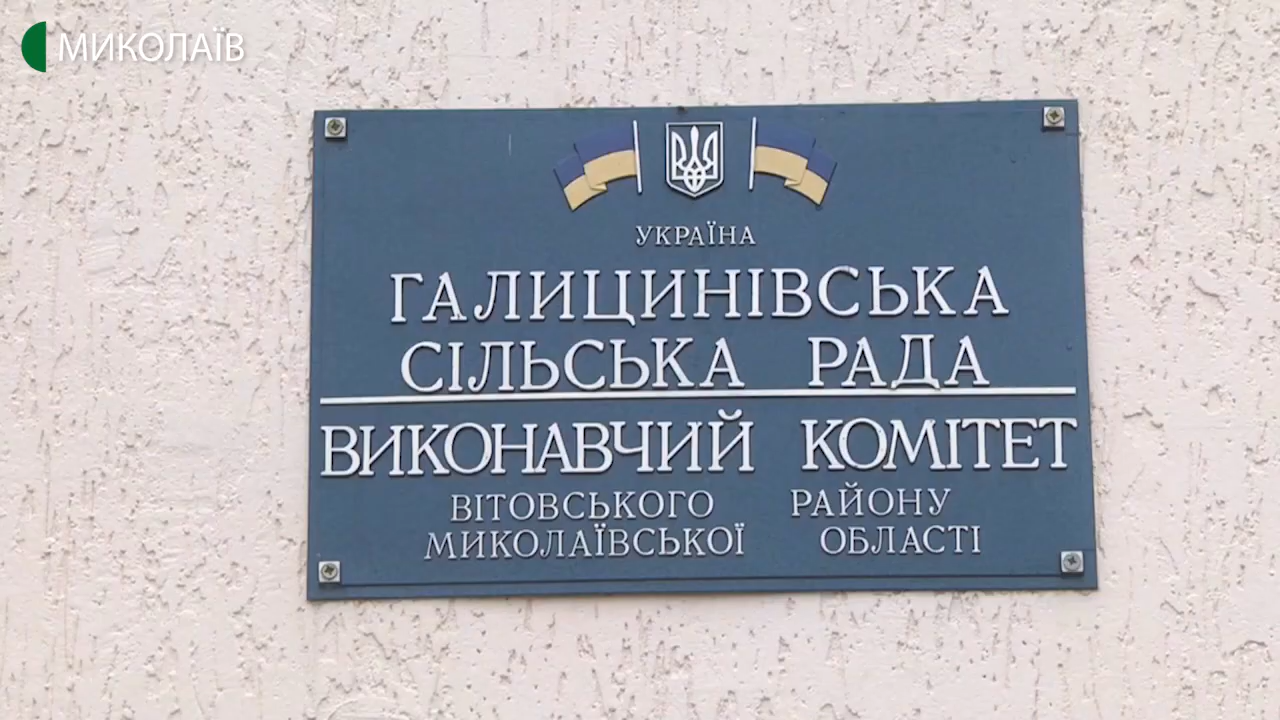 МИКОЛАЇВ
УКРАЇНА
ГАЛИЦИНІВСЬКА
СІЛЬСЬКА РАДА
ВИКОНАВЧИЙ КОМІТЕТ
ВІТОВСЬКОГО РАЙОНУ
МИКОЛАЇВСЬКОЇ ОБЛАСТІ